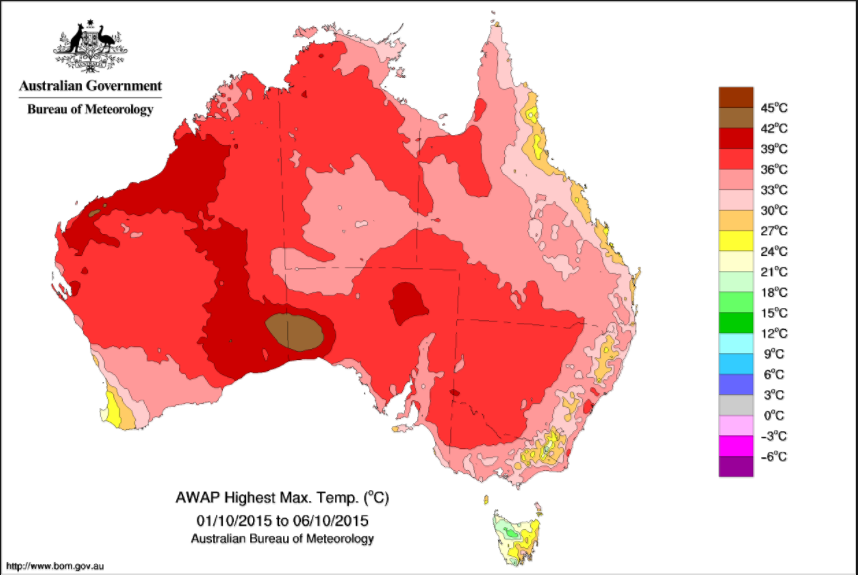 Australian Government
Bureau of Meteorology
45°C
42°C
39°C
36°C
33°C
30°C
27°C
24°C
21°C
18°C
15°C
12°C
9°C
6°C
3°C
0°C
–3°C
–6°C
AWAP Highest Max. Temp. (°C)
01/10/2015 to 06/10/2015
Australian Bureau of Meteorology
http://www.bom.gov.au